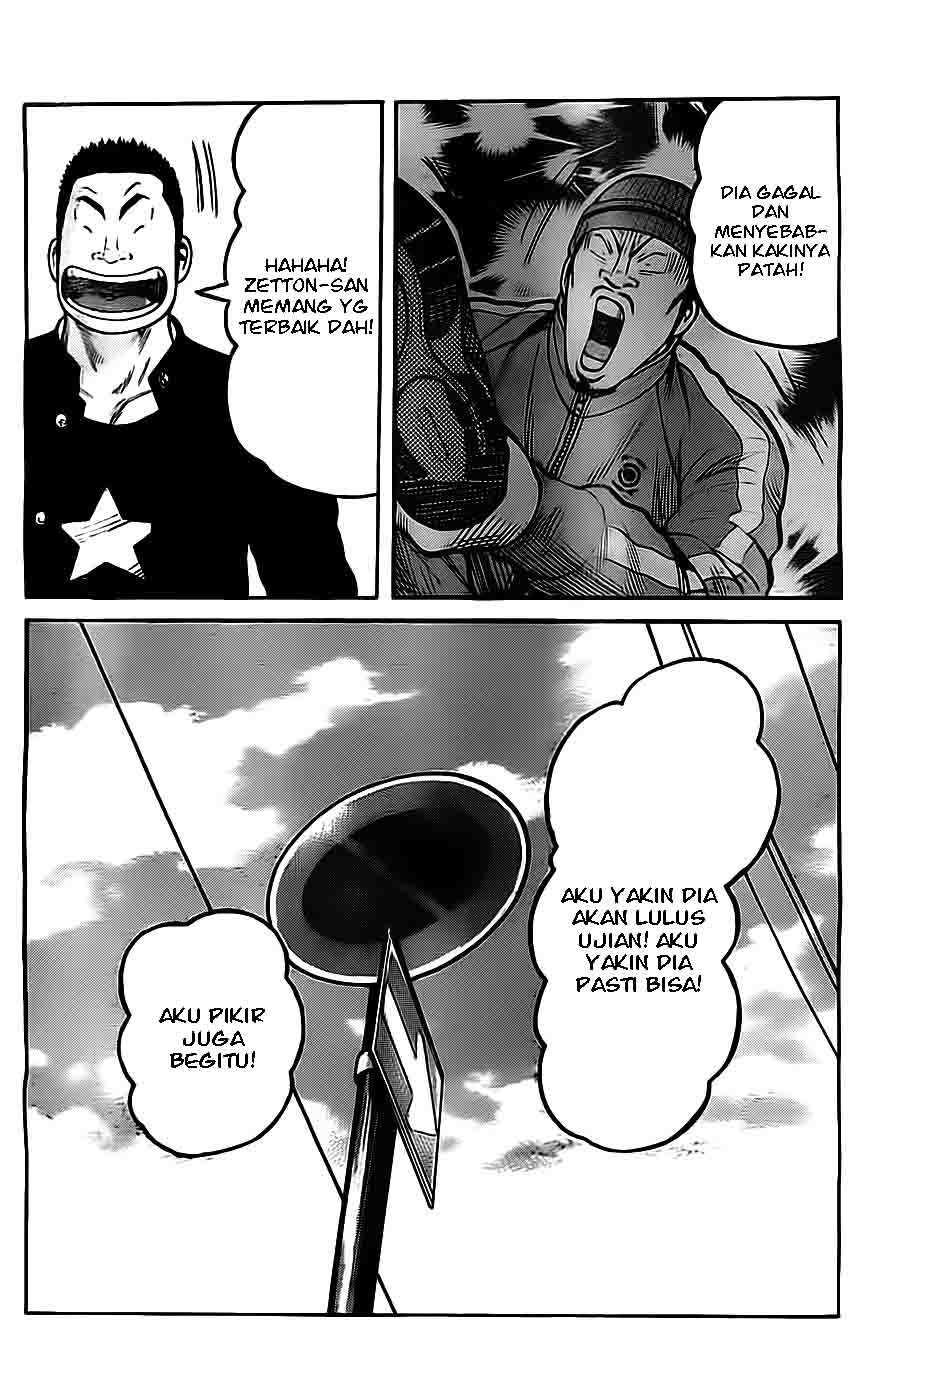 DIA GAGAL
DAN
MENYEBAB-
KAN KAKINYA
PATAH!
HAHAHA!
ZETTON-SAN
MEMANG YG
TERBAIK DAH!
AKU YAKIN DIA
AKAN LULUS
UJIAN! AKU
YAKIN DIA
PASTI BISA!
AKU PIKIR
JUGA
BEGITU!